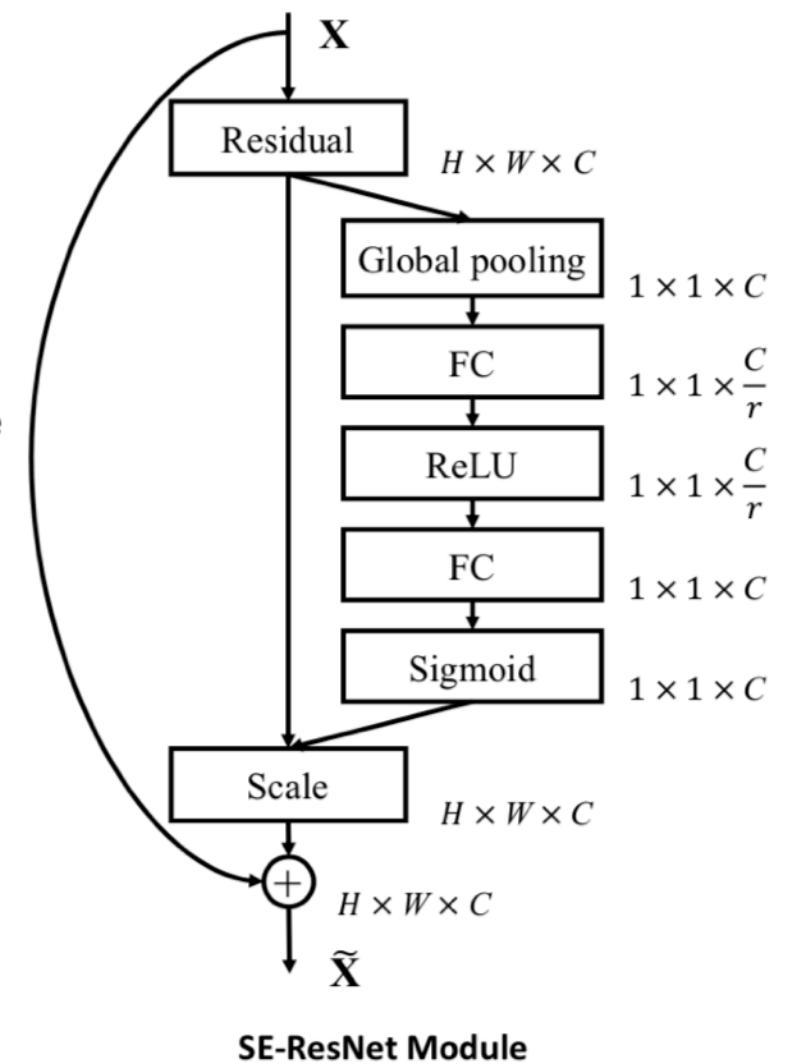 X
Residual
H × W × C
Global pooling
1 × 1 × C
FC
1 × 1 × C/r
ReLU
1 × 1 × C/r
FC
1 × 1 × C
Sigmoid
1 × 1 × C
Scale
H × W × C
+
H × W × C
X̃
SE-ResNet Module